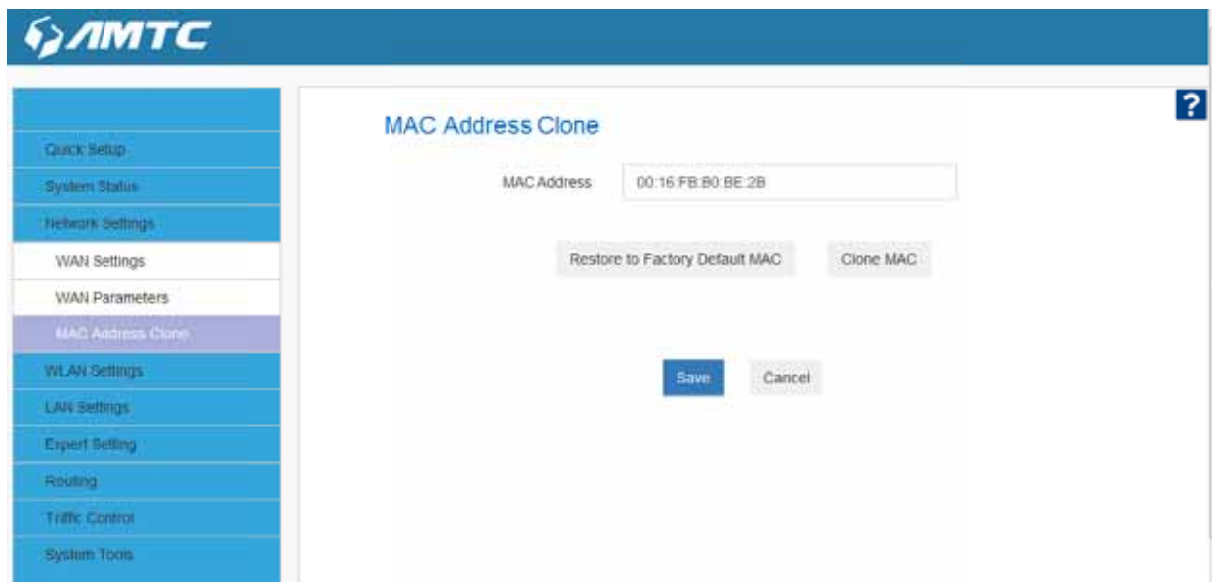 AMTC
?
Quick Setup
System Status
Network Settings
WAN Settings
WAN Parameters
MAC Address Clone
WLAN Settings
LAN Settings
Expert Setting
Routing
Triffic Control
System Tools
MAC Address Clone
MAC Address 00:16:FB:B0:BE:2B
Restore to Factory Default MAC Clone MAC
Save Cancel